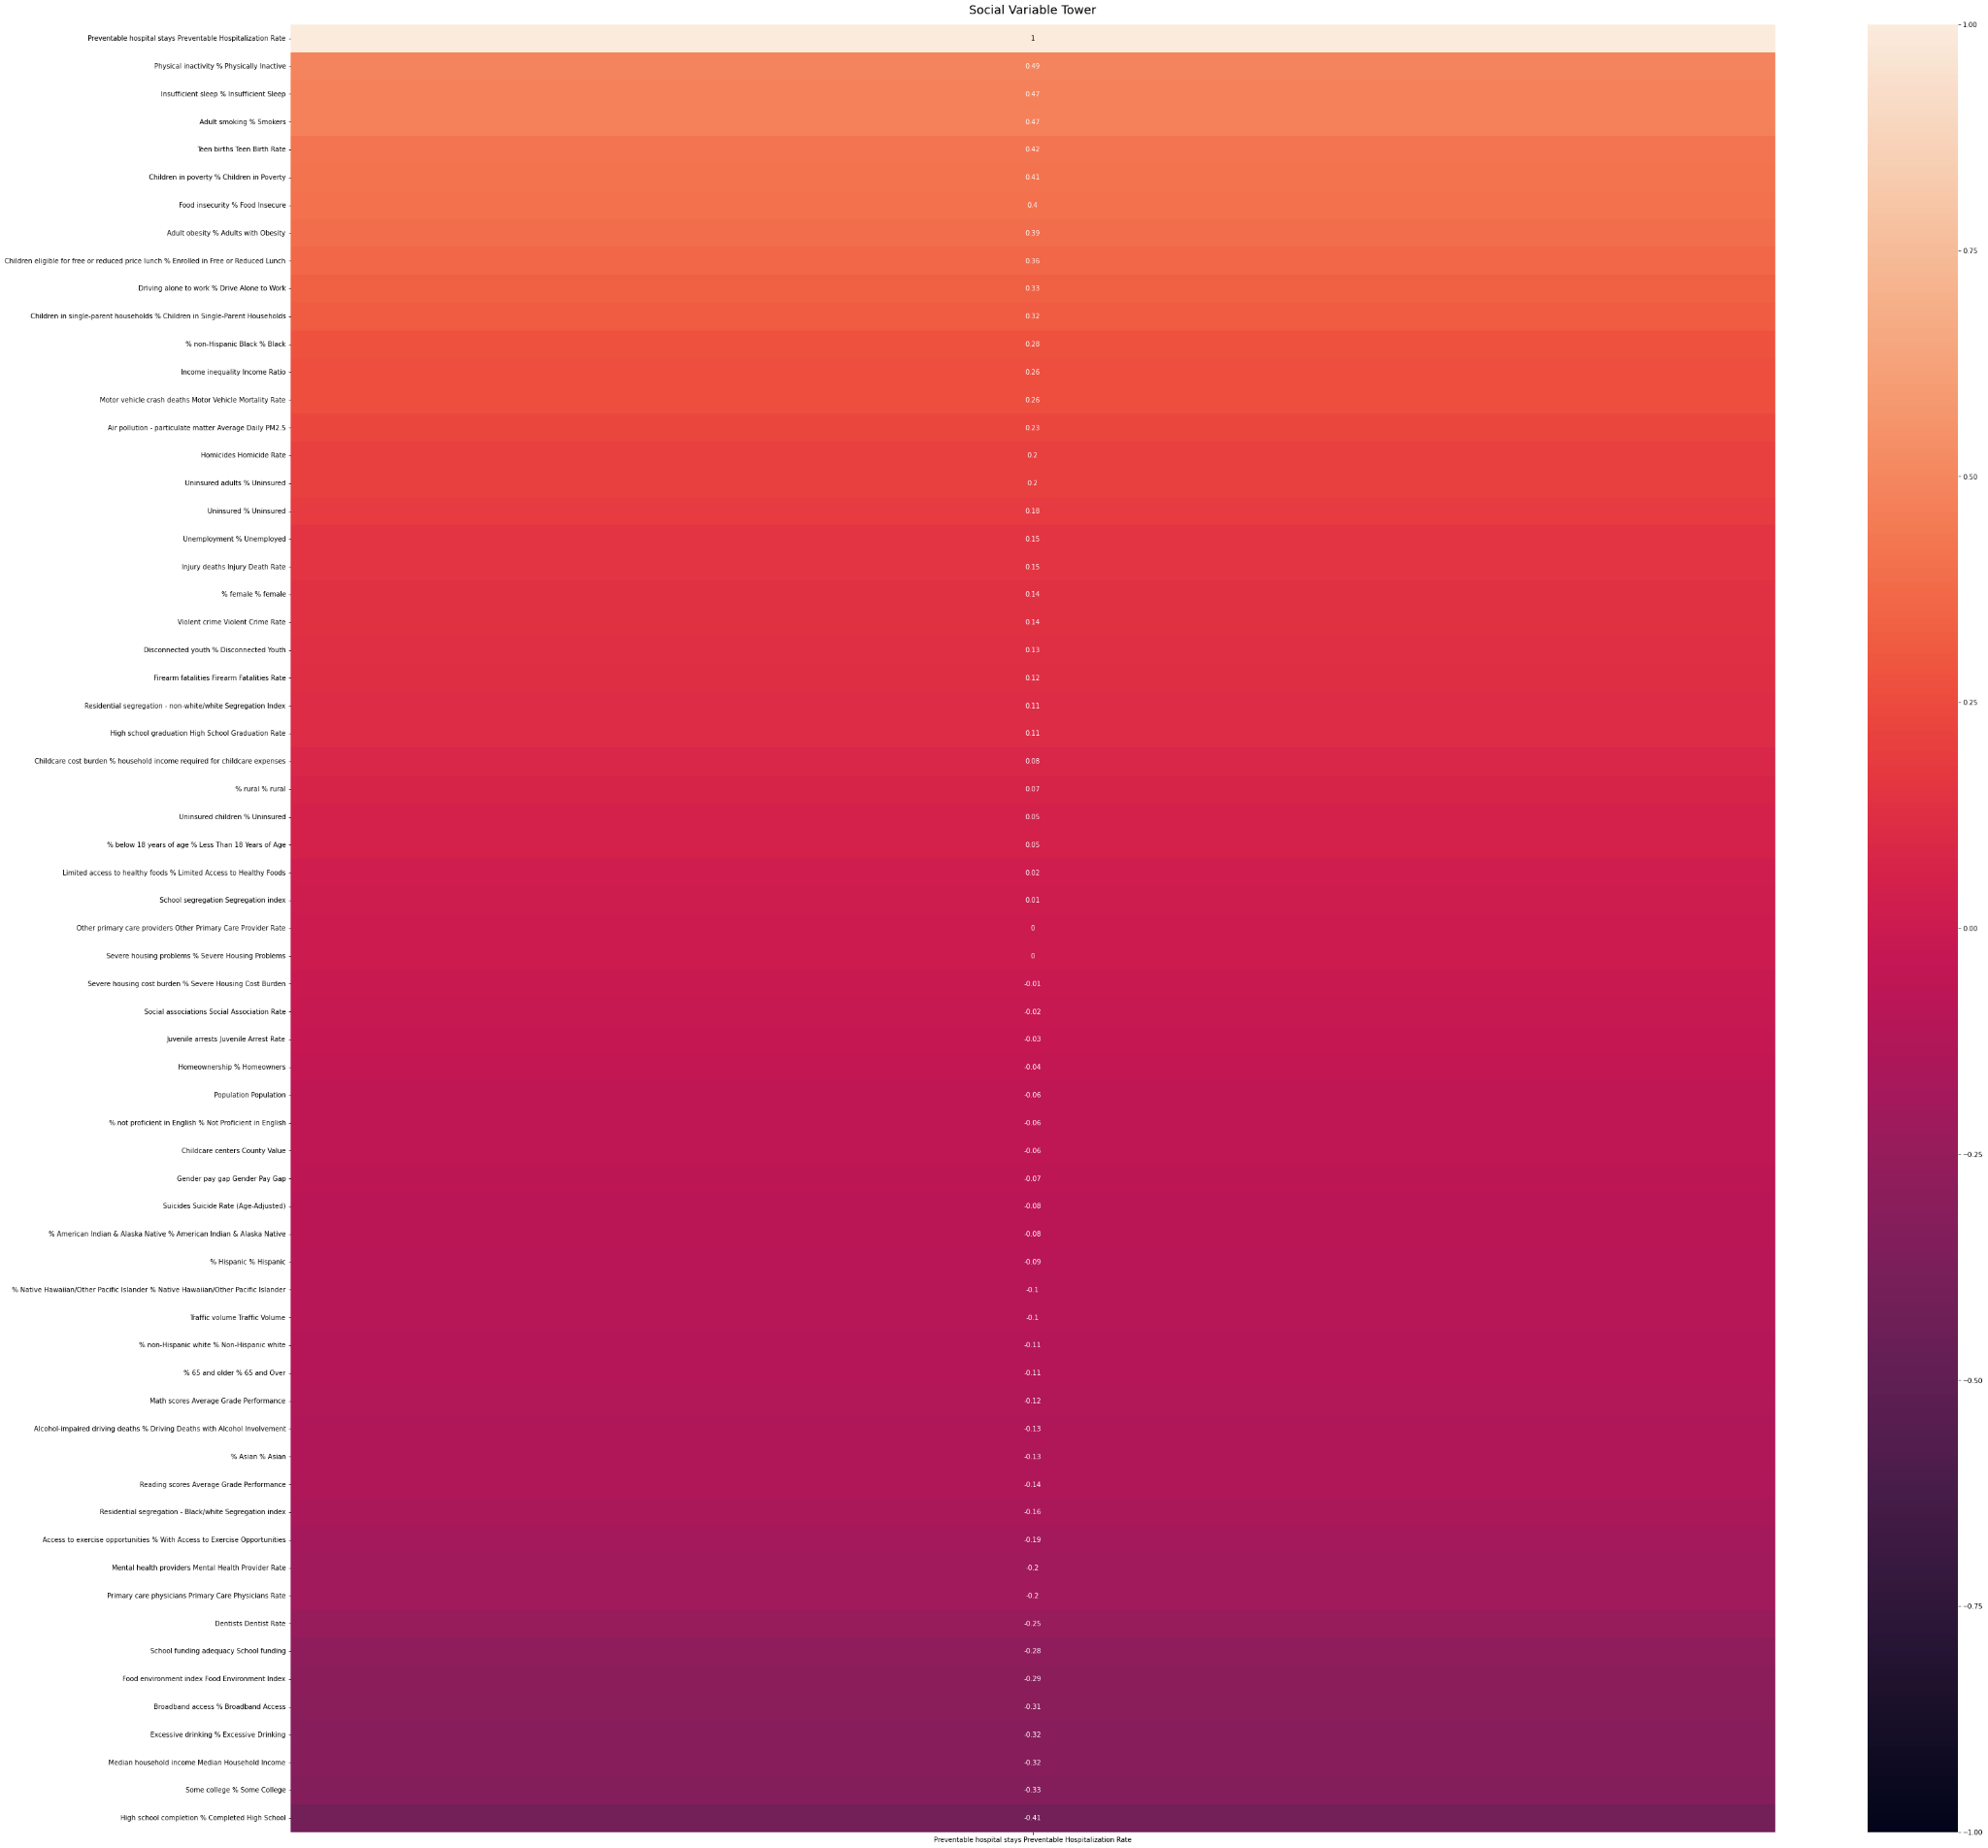 Social Variable Tower
Preventable hospital stays Preventable Hospitalization Rate 1
Physical inactivity % Physically Inactive 0.49
Insufficient sleep % Insufficient Sleep 0.47
Adult smoking % Smokers 0.47
Teen births Teen Birth Rate 0.42
Children in poverty % Children in Poverty 0.41
Food insecurity % Food Insecure 0.4
Adult obesity % Adults with Obesity 0.39
Children eligible for free or reduced price lunch % Enrolled in Free or Reduced Lunch 0.36
Driving alone to work % Drive Alone to Work 0.33
Children in single-parent households % Children in Single-Parent Households 0.32
% non-Hispanic Black % Black 0.28
Income inequality Income Ratio 0.26
Motor vehicle crash deaths Motor Vehicle Mortality Rate 0.26
Air pollution - particulate matter Average Daily PM2.5 0.23
Homicides Homicide Rate 0.2
Uninsured adults % Uninsured 0.2
Uninsured % Uninsured 0.18
Unemployment % Unemployed 0.15
Injury deaths Injury Death Rate 0.15
% female % female 0.14
Violent crime Violent Crime Rate 0.14
Disconnected youth % Disconnected Youth 0.13
Firearm fatalities Firearm Fatalities Rate 0.12
Residential segregation - non-white/white Segregation Index 0.11
High school graduation High School Graduation Rate 0.11
Childcare cost burden % household income required for childcare expenses 0.08
% rural % rural 0.07
Uninsured children % Uninsured 0.05
% below 18 years of age % Less Than 18 Years of Age 0.05
Limited access to healthy foods % Limited Access to Healthy Foods 0.02
School segregation Segregation index 0.01
Other primary care providers Other Primary Care Provider Rate 0
Severe housing problems % Severe Housing Problems 0
Severe housing cost burden % Severe Housing Cost Burden -0.01
Social associations Social Association Rate -0.02
Juvenile arrests Juvenile Arrest Rate -0.03
Homeownership % Homeowners -0.04
Population Population -0.06
% not proficient in English % Not Proficient in English -0.06
Childcare centers County Value -0.06
Gender pay gap Gender Pay Gap -0.07
Suicides Suicide Rate (Age-Adjusted) -0.08
% American Indian & Alaska Native % American Indian & Alaska Native -0.08
% Hispanic % Hispanic -0.09
% Native Hawaiian/Other Pacific Islander % Native Hawaiian/Other Pacific Islander -0.1
Traffic volume Traffic Volume -0.1
% non-Hispanic white % Non-Hispanic white -0.11
% 65 and older % 65 and Over -0.11
Math scores Average Grade Performance -0.12
Alcohol-impaired driving deaths % Driving Deaths with Alcohol Involvement -0.13
% Asian % Asian -0.13
Reading scores Average Grade Performance -0.14
Residential segregation - Black/white Segregation index -0.16
Access to exercise opportunities % With Access to Exercise Opportunities -0.19
Mental health providers Mental Health Provider Rate -0.2
Primary care physicians Primary Care Physicians Rate -0.2
Dentists Dentist Rate -0.25
School funding adequacy School funding -0.28
Food environment index Food Environment Index -0.29
Broadband access % Broadband Access -0.31
Excessive drinking % Excessive Drinking -0.32
Median household income Median Household Income -0.32
Some college % Some College -0.33
High school completion % Completed High School -0.41
Preventable hospital stays Preventable Hospitalization Rate
1.00
0.75
0.50
0.25
0.00
−0.25
−0.50
−0.75
−1.00